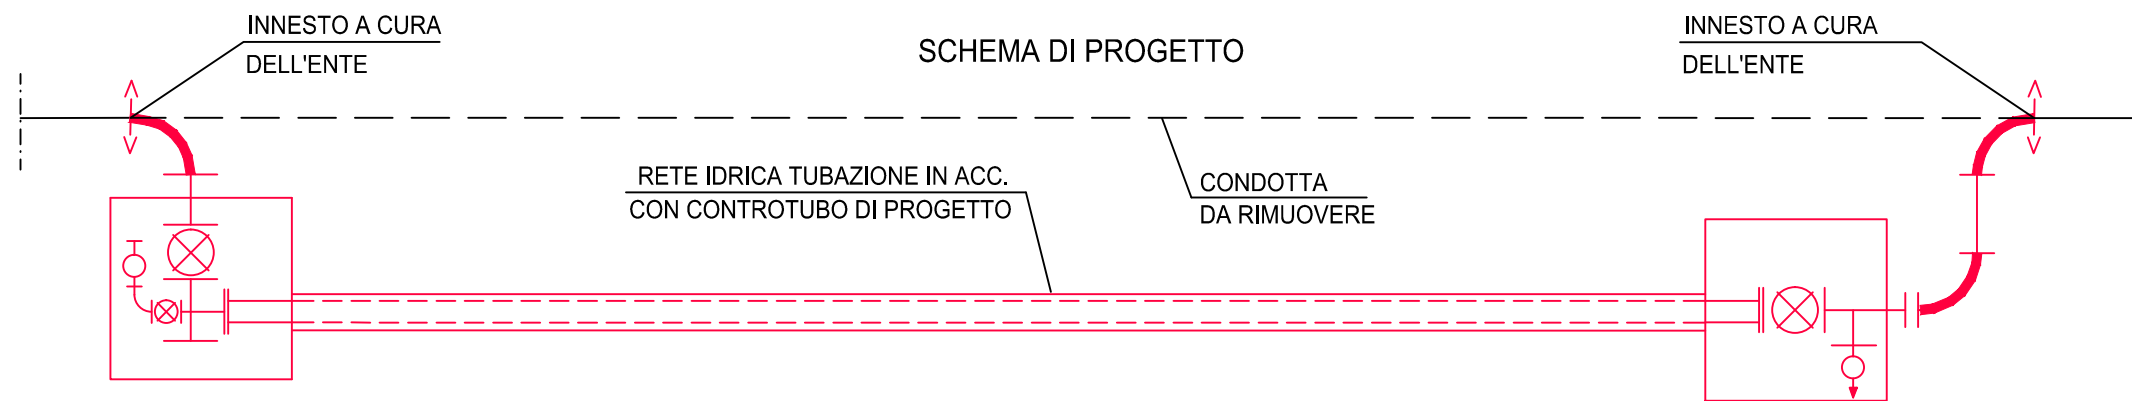 INNESTO A CURA
DELL'ENTE
SCHEMA DI PROGETTO
INNESTO A CURA
DELL'ENTE
RETE IDRICA TUBAZIONE IN ACC.
CON CONTROTUBO DI PROGETTO
CONDOTTA
DA RIMUOVERE